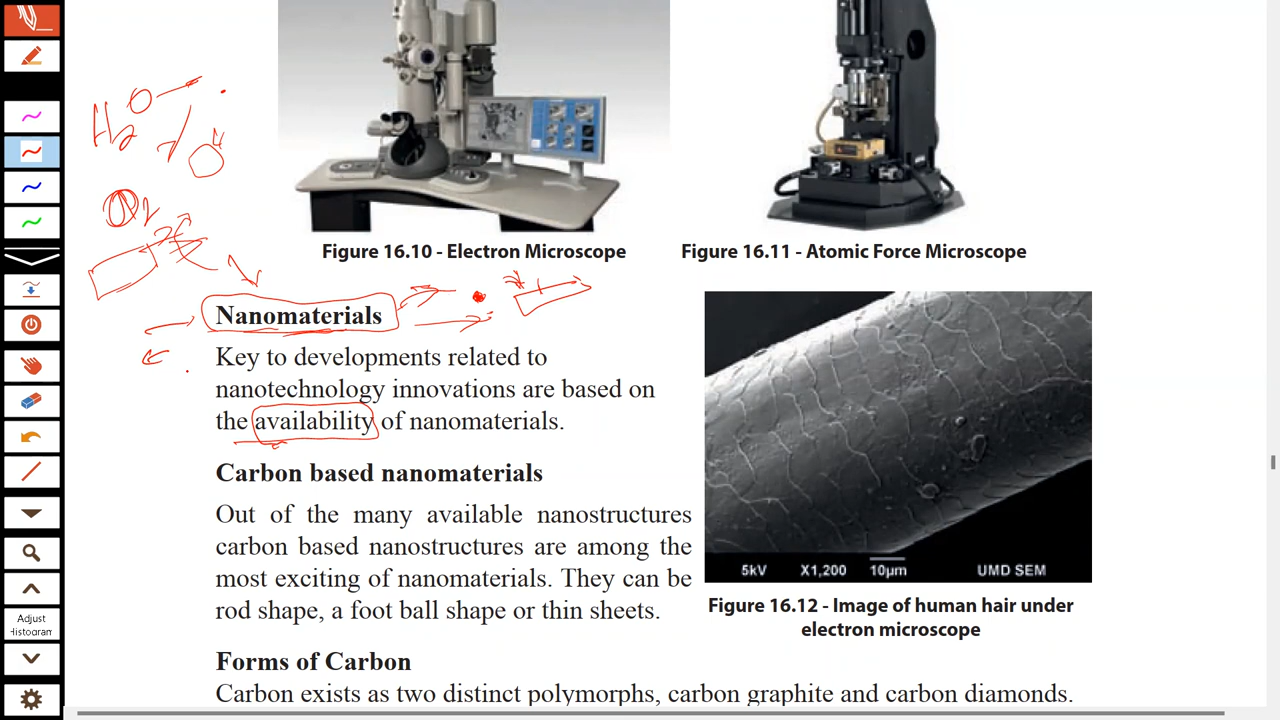 H2O
O2
Figure 16.10 - Electron Microscope
Figure 16.11 - Atomic Force Microscope
Nanomaterials
Key to developments related to
nanotechnology innovations are based on
the availability of nanomaterials.
Carbon based nanomaterials
Out of the many available nanostructures
carbon based nanostructures are among the
most exciting of nanomaterials. They can be
rod shape, a foot ball shape or thin sheets.
5kV X1,200 10µm UMD SEM
Figure 16.12 - Image of human hair under
electron microscope
Forms of Carbon
Carbon exists as two distinct polymorphs, carbon graphite and carbon diamonds.
Adjust
Histogram